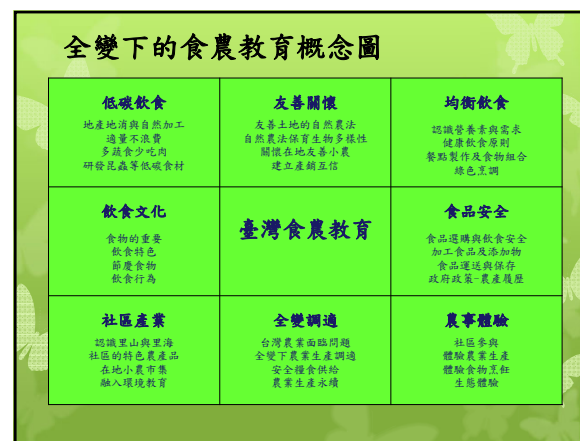 全變下的食農教育概念圖
低碳飲食
地產地消與自然加工
適量不浪費
多蔬食少吃肉
研發昆蟲等低碳食材
友善關懷
友善土地的自然農法
自然農法保育生物多樣性
關懷在地友善小農
建立產銷互信
均衡飲食
認識營養素與需求
健康飲食原則
餐點製作及食物組合
綠色烹調
飲食文化
食物的重要
飲食特色
節慶食物
飲食行為
臺灣食農教育
食品安全
食品選購與飲食安全
加工食品及添加物
食品運送與保存
政府政策-農產履歷
社區產業
認識里山與里海
社區的特色農產品
在地小農市集
融入環境教育
全變調適
台灣農業面臨問題
全變下農業生產調適
安全糧食供給
農業生產永續
農事體驗
社區參與
體驗農業生產
體驗食物烹飪
生態體驗